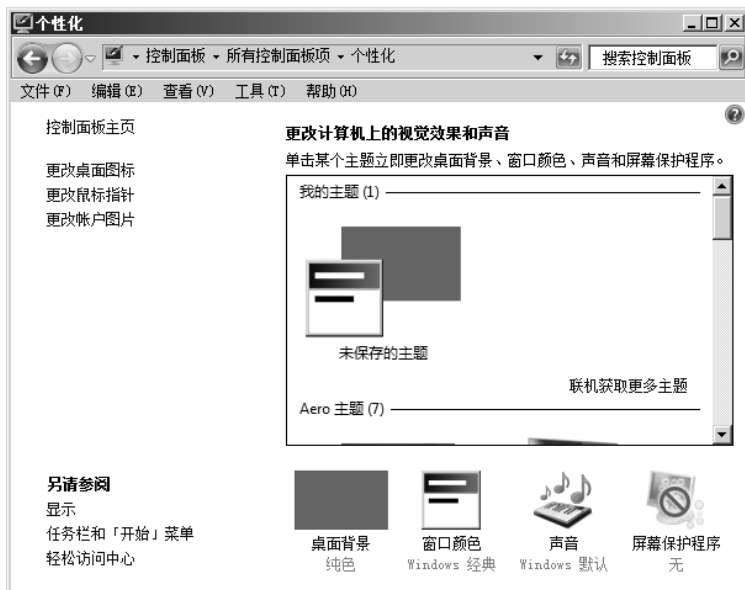 个性化
控制面板 所有控制面板项 个性化
搜索控制面板
文件(F) 编辑(E) 查看(V) 工具(T) 帮助(H)
控制面板主页
更改桌面图标
更改鼠标指针
更改帐户图片
更改计算机上的视觉效果和声音
单击某个主题立即更改桌面背景、窗口颜色、声音和屏幕保护程序。
我的主题(1)
未保存的主题
联机获取更多主题
Aero 主题(7)
另请参阅
显示
任务栏和「开始」菜单
轻松访问中心
桌面背景
纯色
窗口颜色
Windows 经典
声音
Windows 默认
屏幕保护程序
无